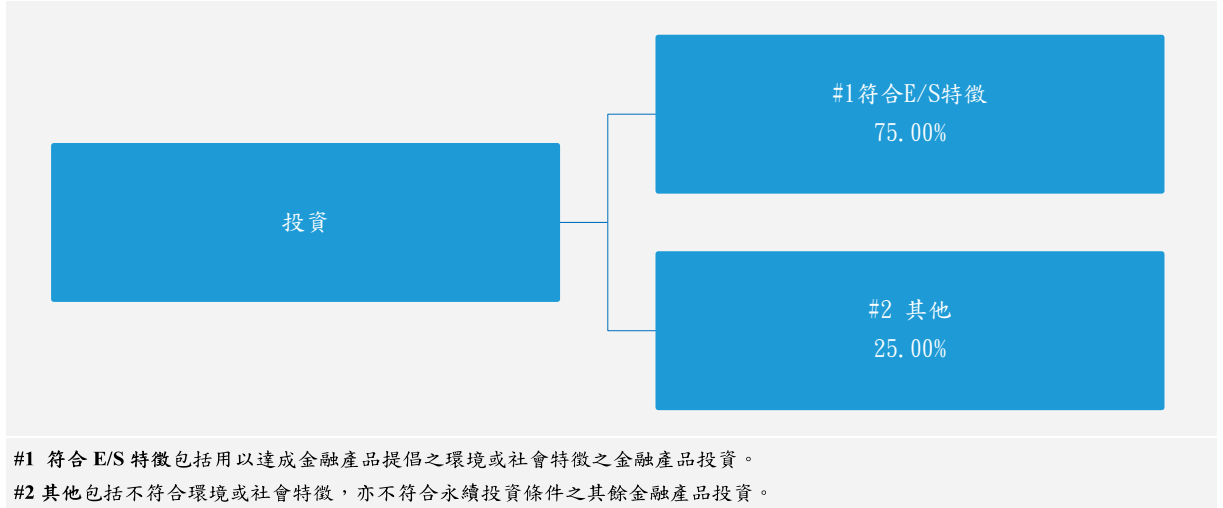 #1符合E/S特徵
75.00%
投資
#2 其他
25.00%
#1 符合 E/S 特徵包括用以達成金融產品提倡之環境或社會特徵之金融產品投資。
#2 其他包括不符合環境或社會特徵，亦不符合永續投資條件之其餘金融產品投資。